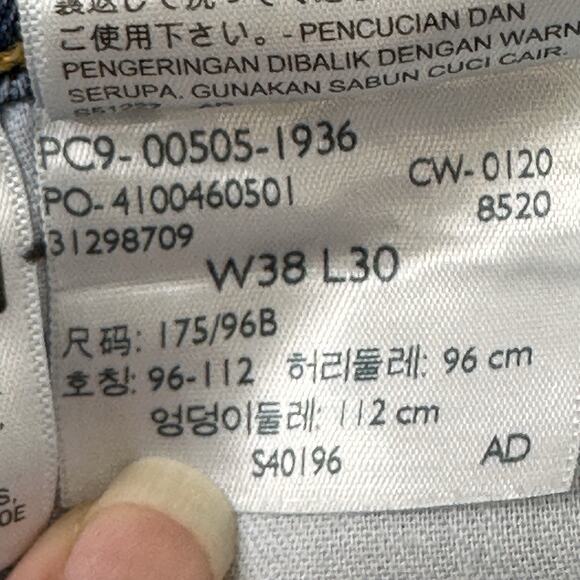 ご使用下さい。- PENCUCIAN DAN
PENGERINGAN DIBALIK DENGAN WARN
SERUPA. GUNAKAN SABUN CUCI CAIR.
PC9- 00505-1936
PO- 4100460501
CW- 0120
31298709
8520
W38 L30
尺码: 175/96B
호칭: 96-112 허리둘레: 96 cm
엉덩이둘레: 112 cm
S40196
AD
S,
OE